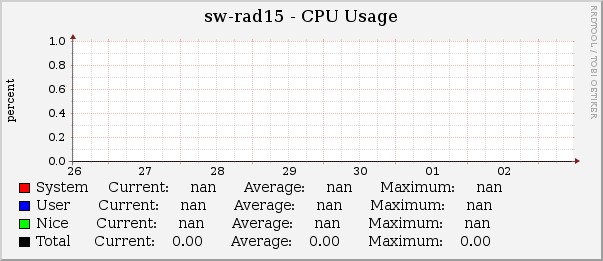 sw-rad15 - CPU Usage
RRDTOOL / TOBI OETIKER
percent
1.0
0.8
0.6
0.4
0.2
0.0
26 27 28 29 30 31 01 02
System Current: nan Average: nan Maximum: nan
User Current: nan Average: nan Maximum: nan
Nice Current: nan Average: nan Maximum: nan
Total Current: 0.00 Average: 0.00 Maximum: 0.00